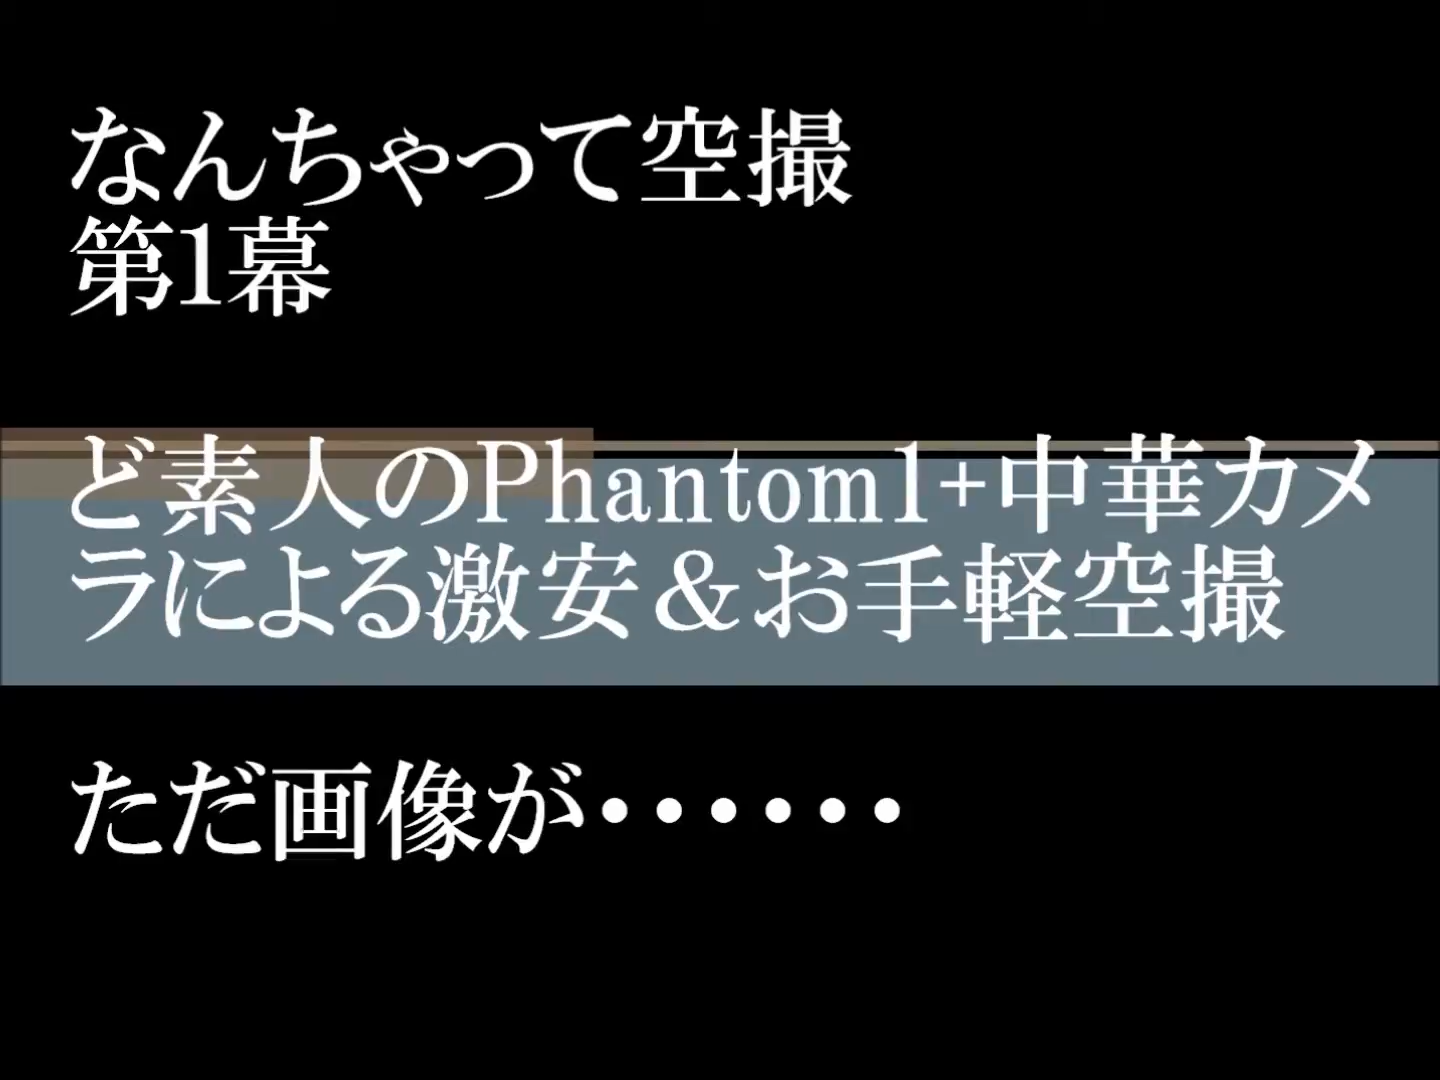 なんちゃって空撮
第1幕
ど素人のPhantom1+中華カメ
ラによる激安＆お手軽空撮
ただ画像が・・・・・・